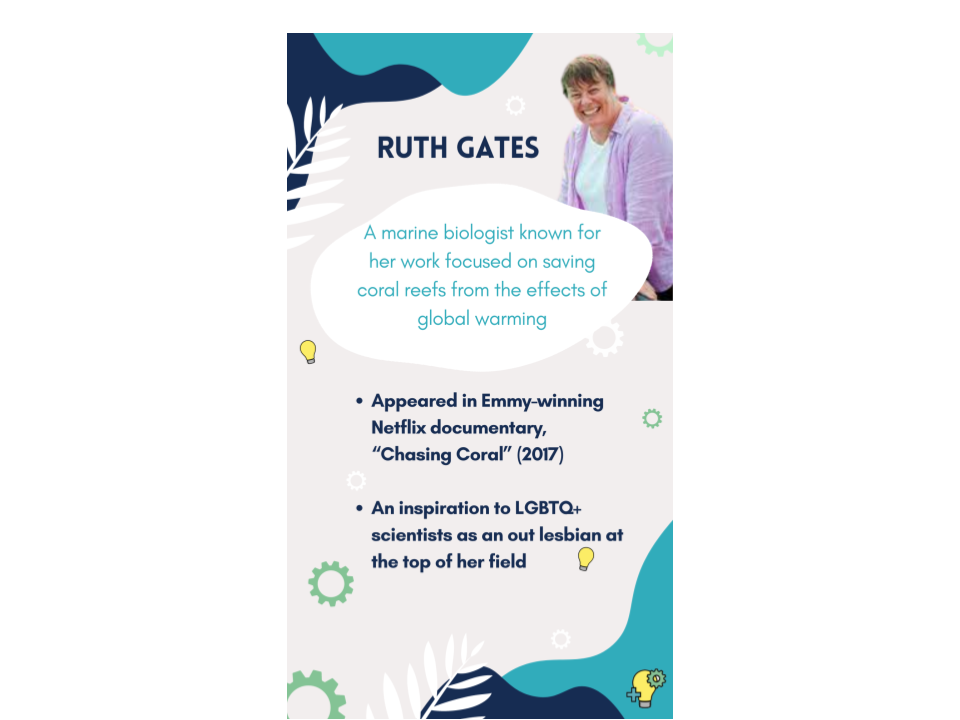 RUTH GATES
A marine biologist known for
her work focused on saving
coral reefs from the effects of
global warming
• Appeared in Emmy-winning
Netflix documentary,
“Chasing Coral” (2017)
• An inspiration to LGBTQ+
scientists as an out lesbian at
the top of her field